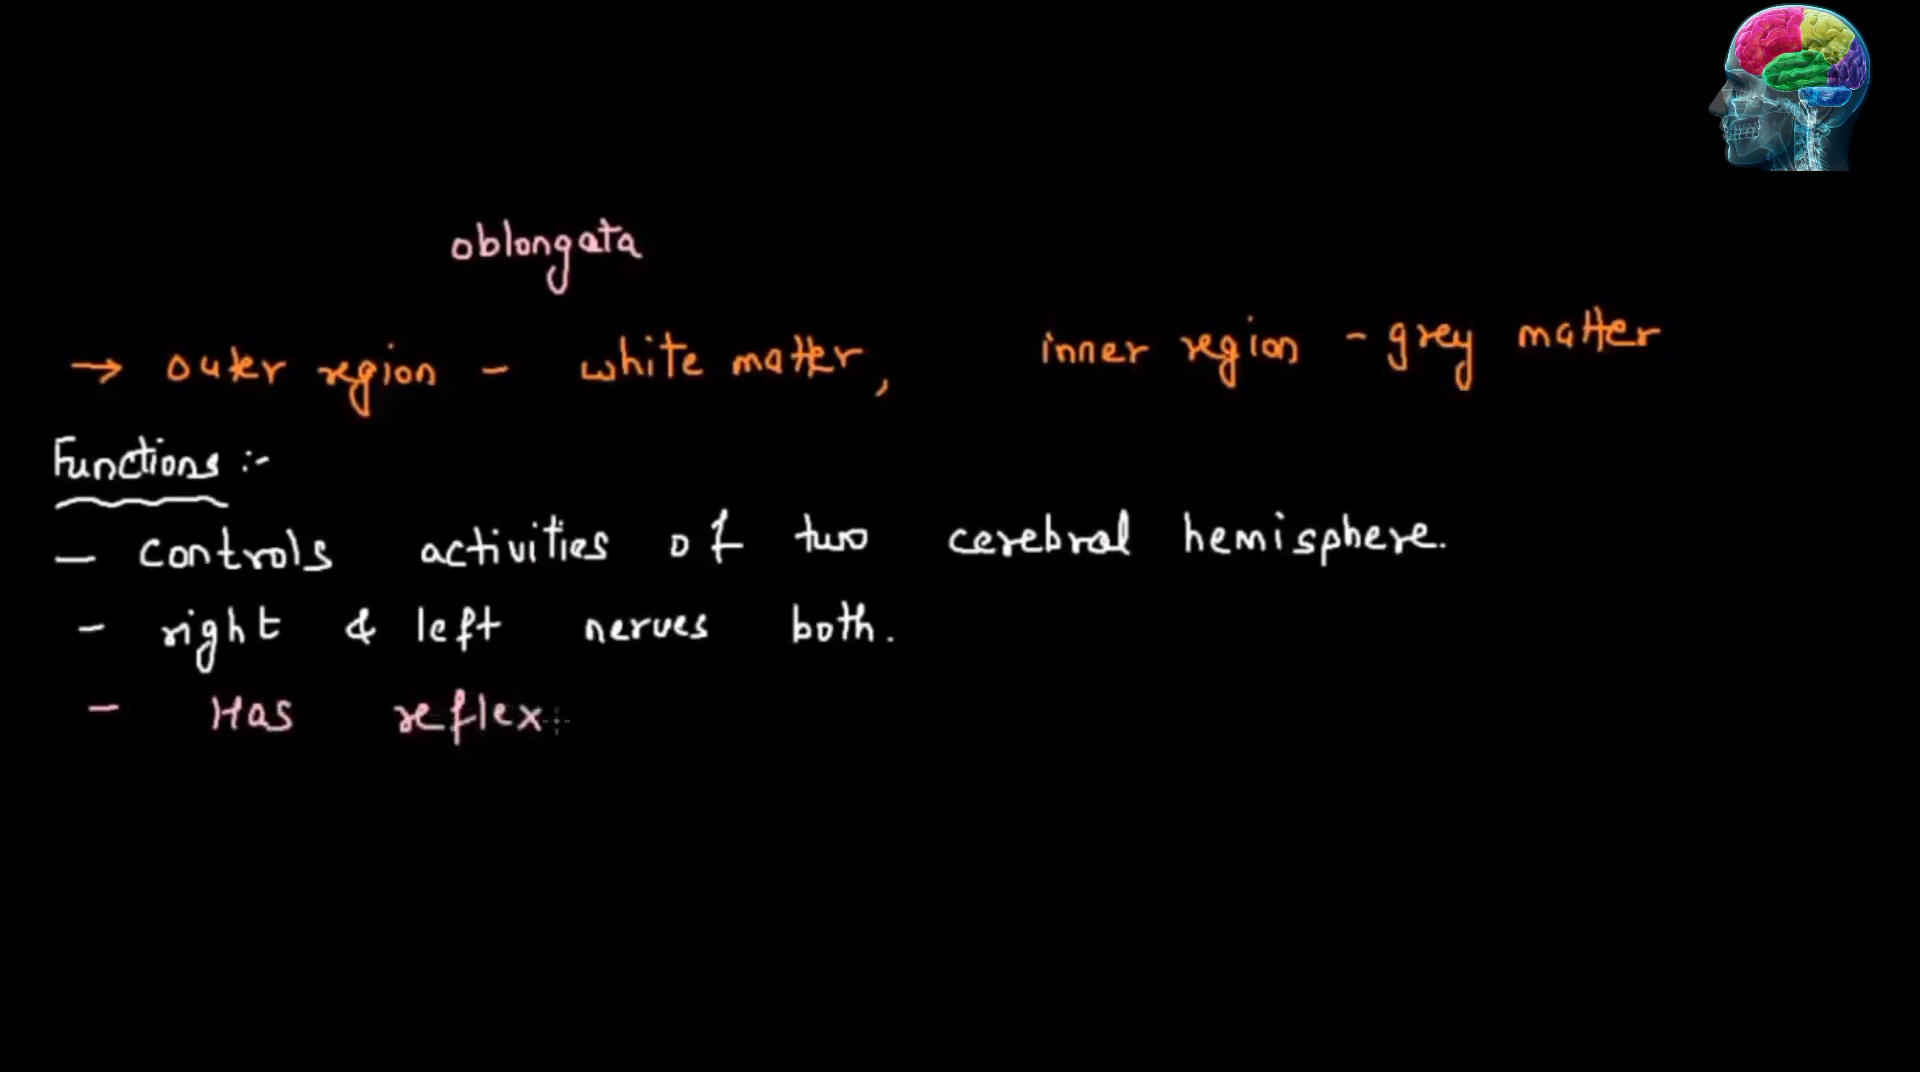 oblongata
→ outer region - white matter, inner region - grey matter
Functions :-
- controls activities of two cerebral hemisphere.
- right & left nerves both.
- Has reflex